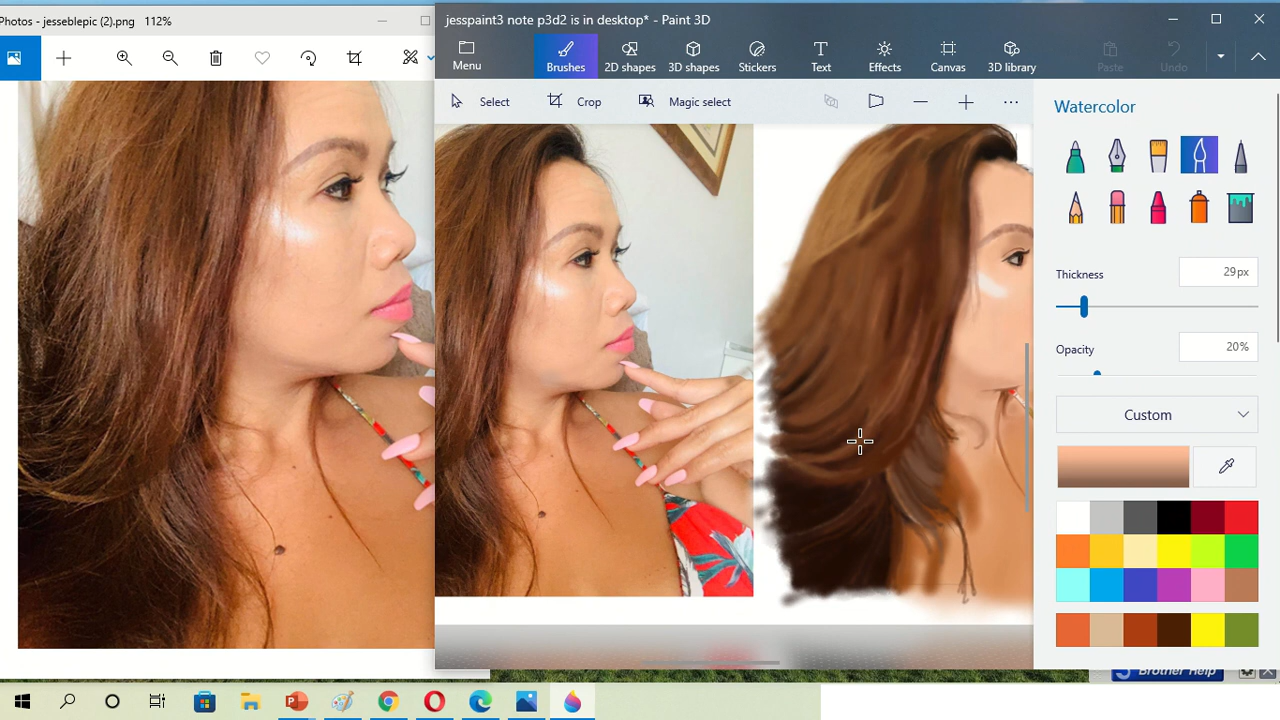 Photos - jesseblepic (2).png   112%
jesspaint3 note p3d2 is in desktop* - Paint 3D
Menu
Brushes
2D shapes
3D shapes
Stickers
Text
Effects
Canvas
3D library
Paste
Undo
Select
Crop
Magic select
Watercolor
Thickness
29px
Opacity
20%
Custom
Brother Help